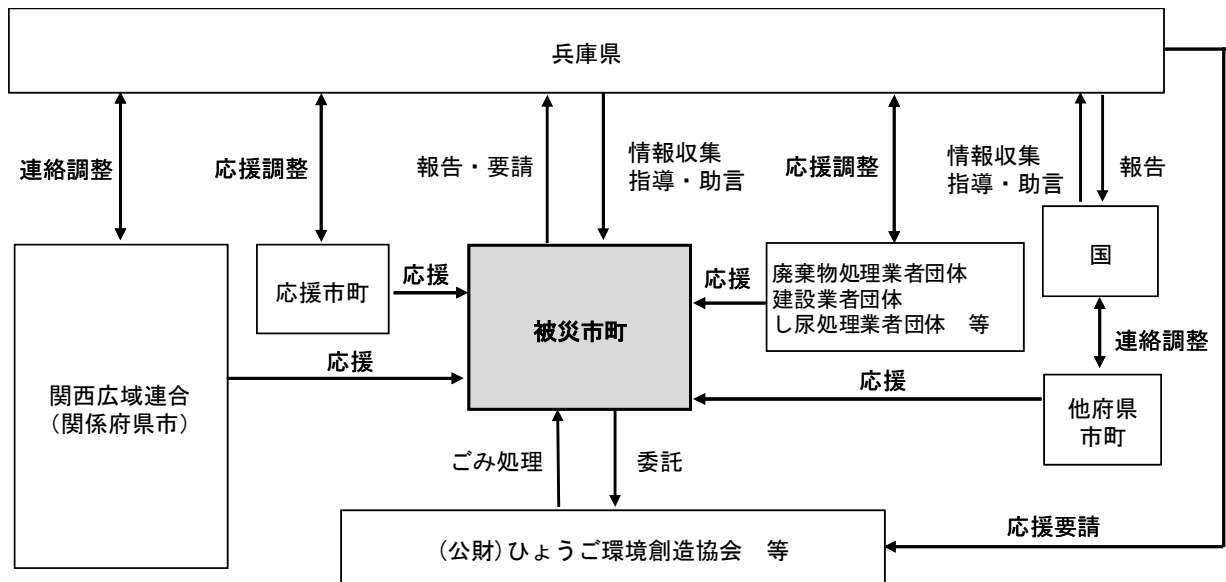 兵庫県
連絡調整
応援調整
報告・要請
情報収集
指導・助言
応援調整
情報収集
指導・助言
報告
応援市町
応援
被災市町
応援
廃棄物処理業者団体
建設業者団体
し尿処理業者団体　等
国
連絡調整
関西広域連合
(関係府県市)
応援
応援
他府県
市町
ごみ処理
委託
(公財)ひょうご環境創造協会　等
応援要請